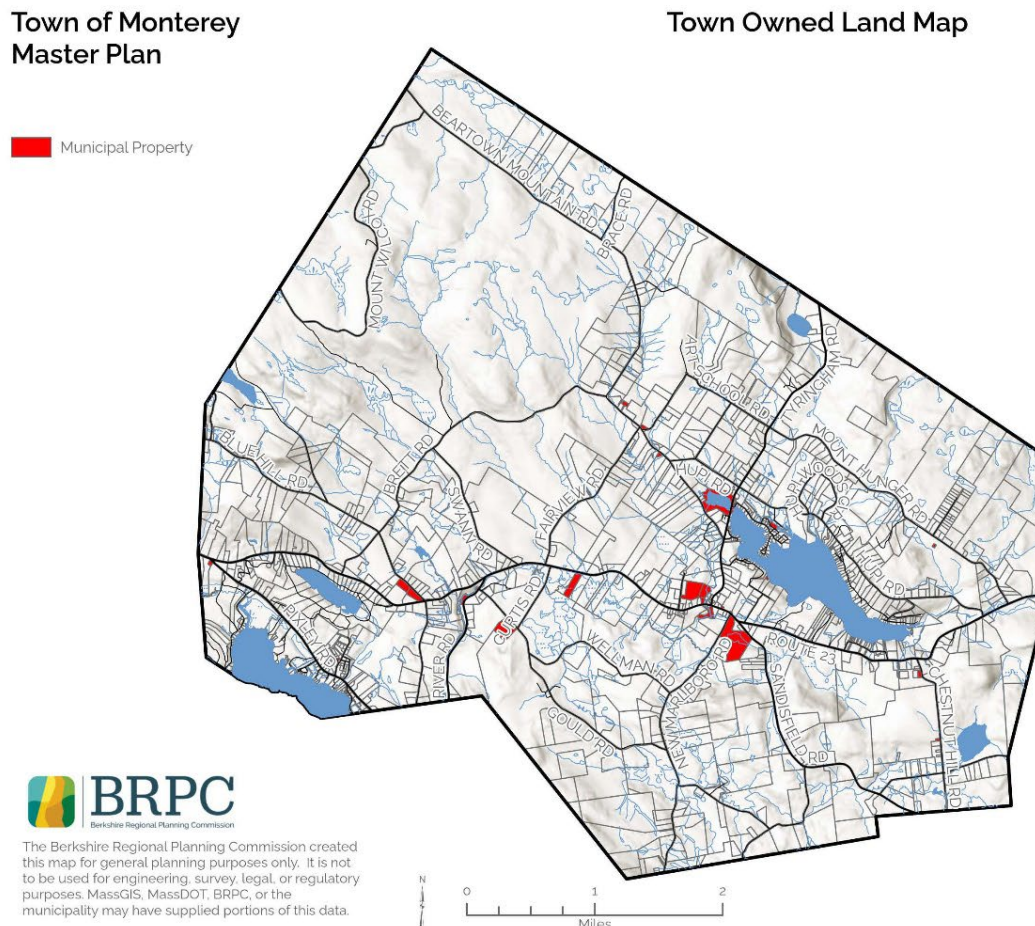 Town of Monterey
Master Plan
Town Owned Land Map
Municipal Property
BEARTOWN MOUNTAIN RD
BRACE RD
MOUNT WILCOX RD
ART SCHOOL RD
TYRINGHAM RD
MOUNT HUNGER RD
BLUE HILL RD
BRETT RD
SWANN RD
FAIRVIEW RD
HUPI RD
HUPI RD
CURTIS RD
PIXLEY RD
RIVER RD
WELLMAN RD
NEW MARLBORO RD
ROUTE 23
SANDISFIELD RD
GOULD RD
CHESTNUT HILL RD
BRPC
Berkshire Regional Planning Commission
The Berkshire Regional Planning Commission created
this map for general planning purposes only. It is not
to be used for engineering, survey, legal, or regulatory
purposes. MassGIS, MassDOT, BRPC, or the
municipality may have supplied portions of this data.
N
0 1 2
Miles